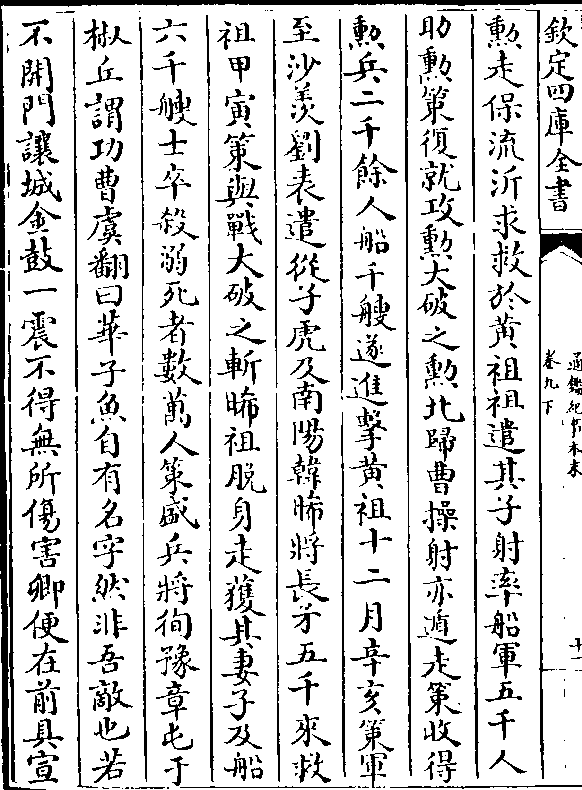 欽定四庫全書
通鑑紀事本末
卷九下
十二
勲走保流沂求救於黄祖祖遣其子射率船軍五千人
助勲策復就攻勲大破之勲北歸曹操射亦遁走策收得
勲兵二千餘人船千艘遂進擊黄祖十二月辛亥策軍
至沙羡劉表遣從子虎及南陽韓晞將長矛五千來救
祖甲寅策與戰大破之斬晞祖脱身走獲其妻子及船
六千艘士卒殺溺死者數萬人策盛兵將徇豫章屯于
椒丘謂功曹虞翻曰華子魚自有名字然非吾敵也若
不開門讓城金鼓一震不得無所傷害卿便在前具宣